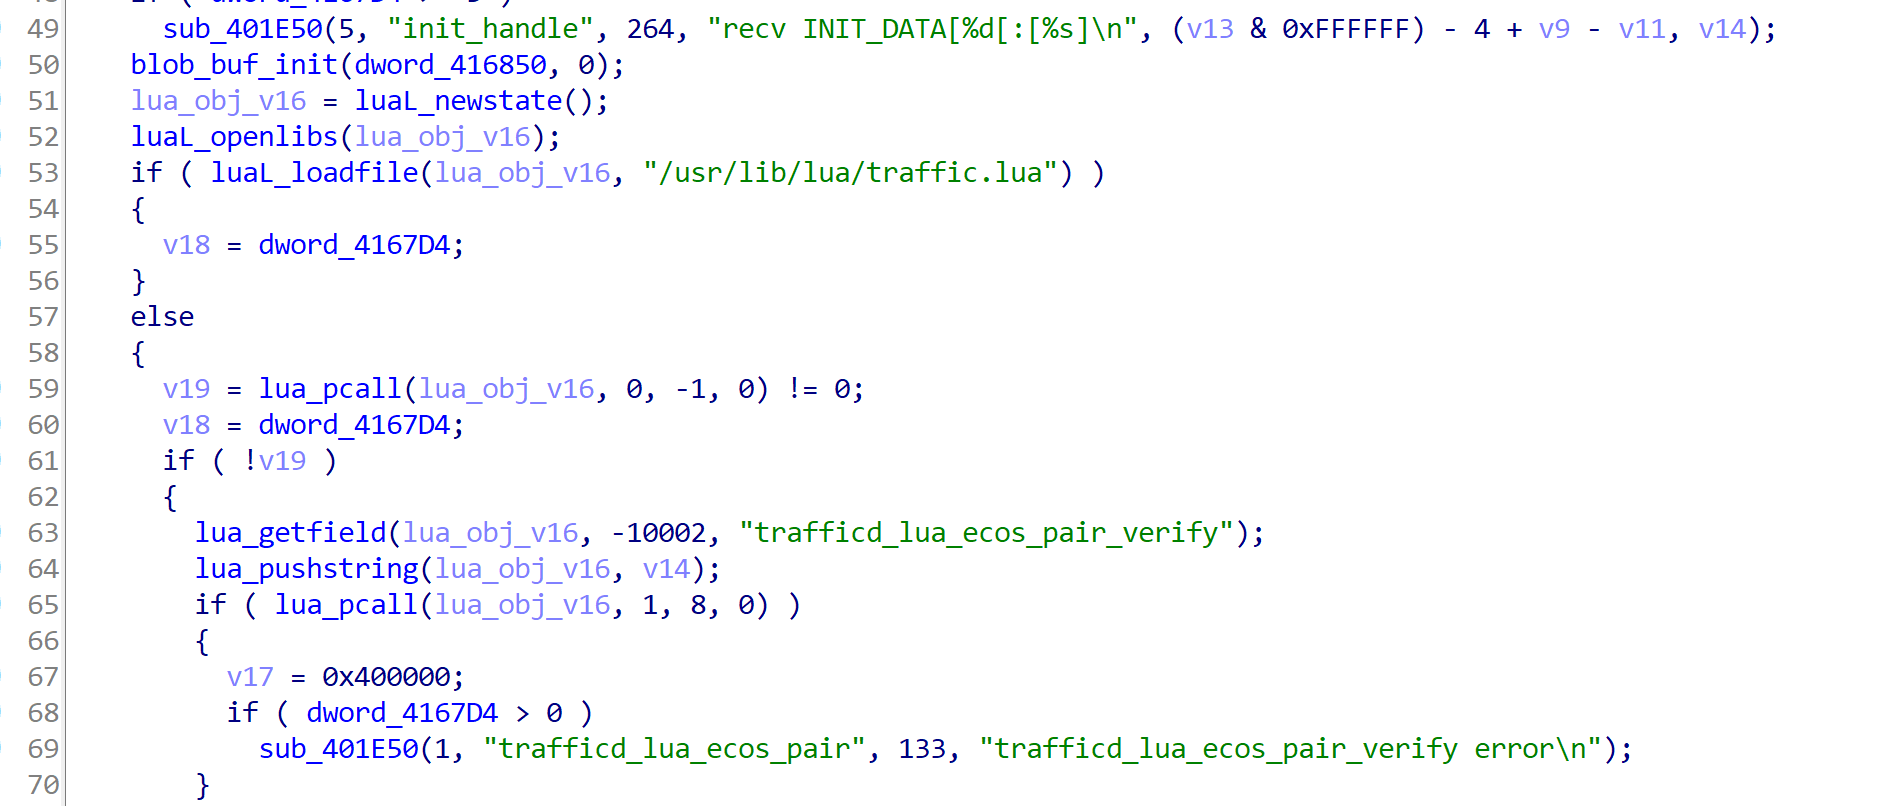 49 sub_401E50(5, "init_handle", 264, "recv INIT_DATA[%d[:[%s]\n", (v13 & 0xFFFFFF) - 4 + v9 - v11, v14);
50 blob_buf_init(dword_416850, 0);
51 lua_obj_v16 = luaL_newstate();
52 luaL_openlibs(lua_obj_v16);
53 if ( luaL_loadfile(lua_obj_v16, "/usr/lib/lua/traffic.lua") )
54 {
55 v18 = dword_4167D4;
56 }
57 else
58 {
59 v19 = lua_pcall(lua_obj_v16, 0, -1, 0) != 0;
60 v18 = dword_4167D4;
61 if ( !v19 )
62 {
63 lua_getfield(lua_obj_v16, -10002, "trafficd_lua_ecos_pair_verify");
64 lua_pushstring(lua_obj_v16, v14);
65 if ( lua_pcall(lua_obj_v16, 1, 8, 0) )
66 {
67 v17 = 0x400000;
68 if ( dword_4167D4 > 0 )
69 sub_401E50(1, "trafficd_lua_ecos_pair", 133, "trafficd_lua_ecos_pair_verify error\n");
70 }